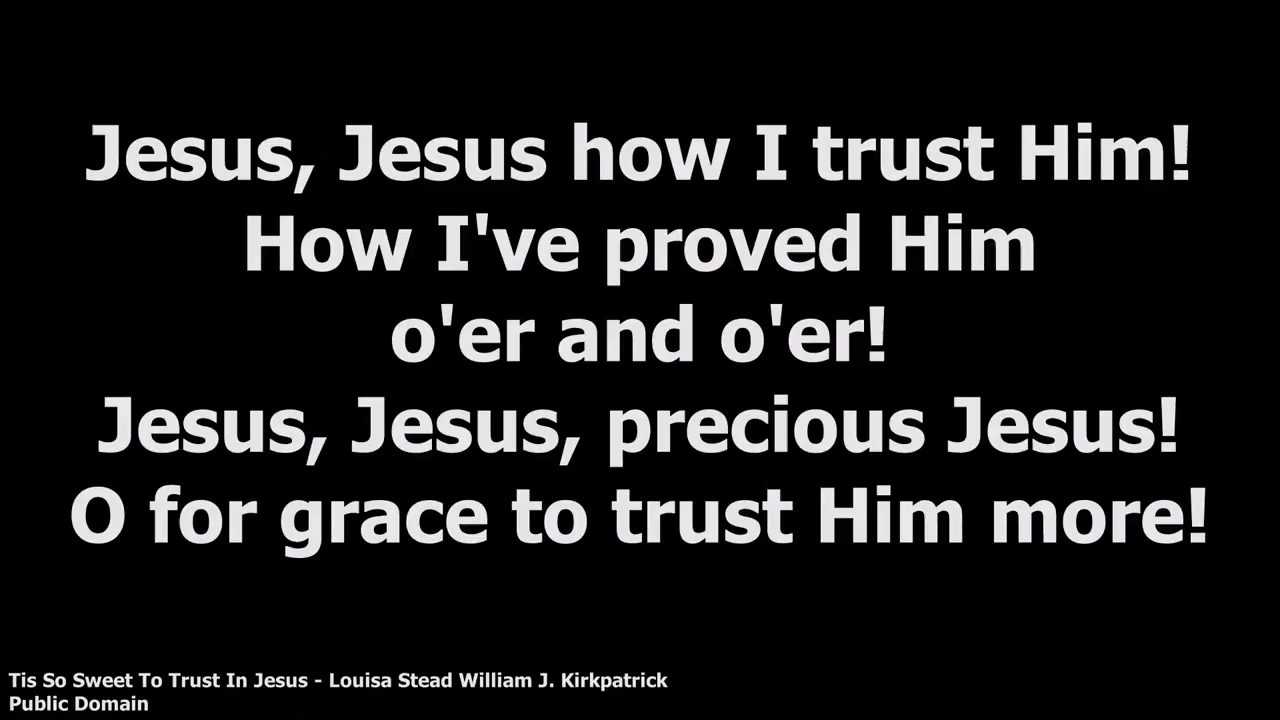 Jesus, Jesus how I trust Him!
How I've proved Him
o'er and o'er!
Jesus, Jesus, precious Jesus!
O for grace to trust Him more!
Tis So Sweet To Trust In Jesus - Louisa Stead William J. Kirkpatrick
Public Domain